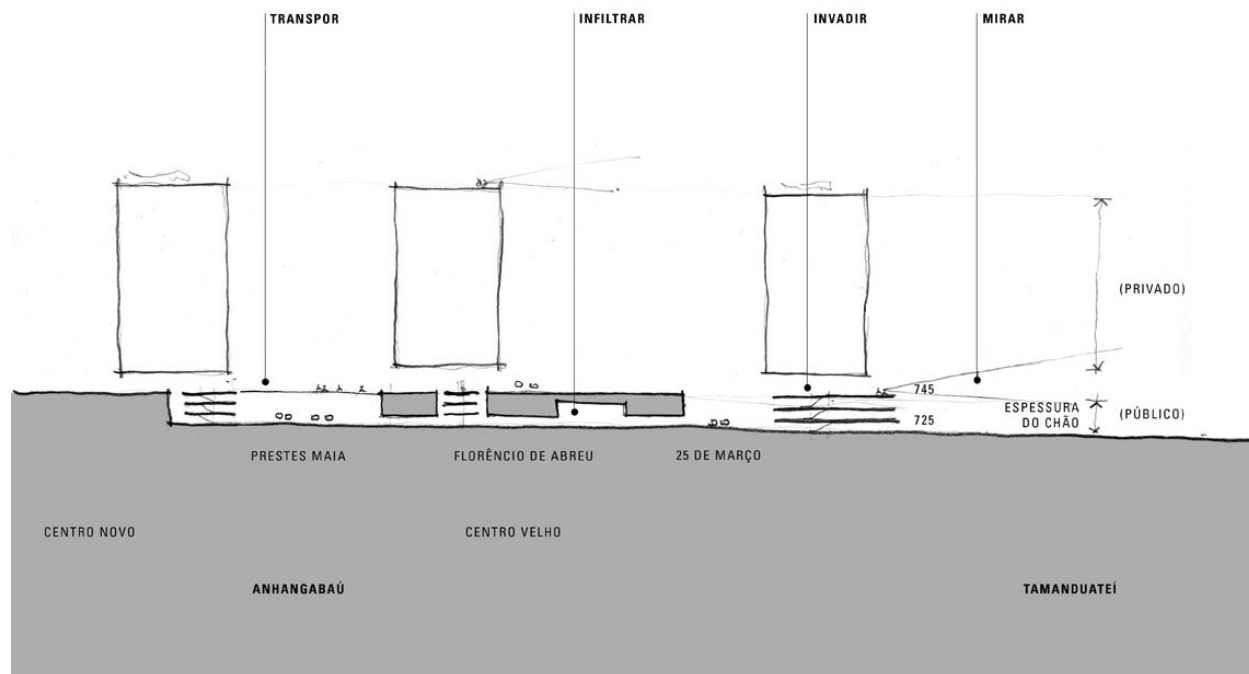 TRANSPOR
INFILTRAR
INVADIR
MIRAR
(PRIVADO)
745
ESPESSURA
DO CHÃO
(PÚBLICO)
725
PRESTES MAIA
FLORÊNCIO DE ABREU
25 DE MARÇO
CENTRO NOVO
CENTRO VELHO
ANHANGABAÚ
TAMANDUATEÍ